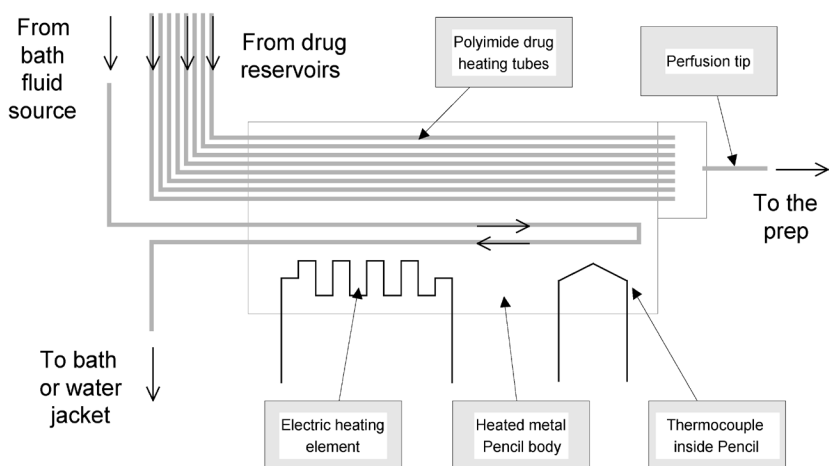 From
bath
fluid
source
From drug
reservoirs
Polyimide drug
heating tubes
Perfusion tip
To the
prep
To bath
or water
jacket
Electric heating
element
Heated metal
Pencil body
Thermocouple
inside Pencil